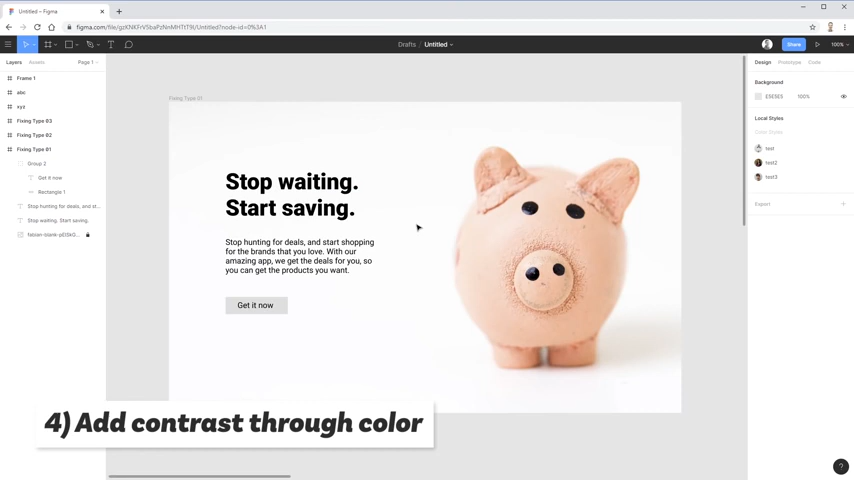 Untitled – Figma
figma.com/file/gzKNKFrV5baPzNnMHTtT9l/Untitled?node-id=0%3A1
Drafts / Untitled
Share
100%
Layers
Assets
Page 1
Design
Prototype
Code
Frame 1
abc
xyz
Fixing Type 03
Fixing Type 02
Fixing Type 01
Group 2
Get it now
Rectangle 1
Stop hunting for deals, and st...
Stop waiting. Start saving.
Background
E5E5E5
100%
Local Styles
Color Styles
test
test2
test3
Export
Fixing Type 01
Stop waiting.
Start saving.
Stop hunting for deals, and start shopping
for the brands that you love. With our
amazing app, we get the deals for you, so
you can get the products you want.
Get it now
4) Add contrast through color